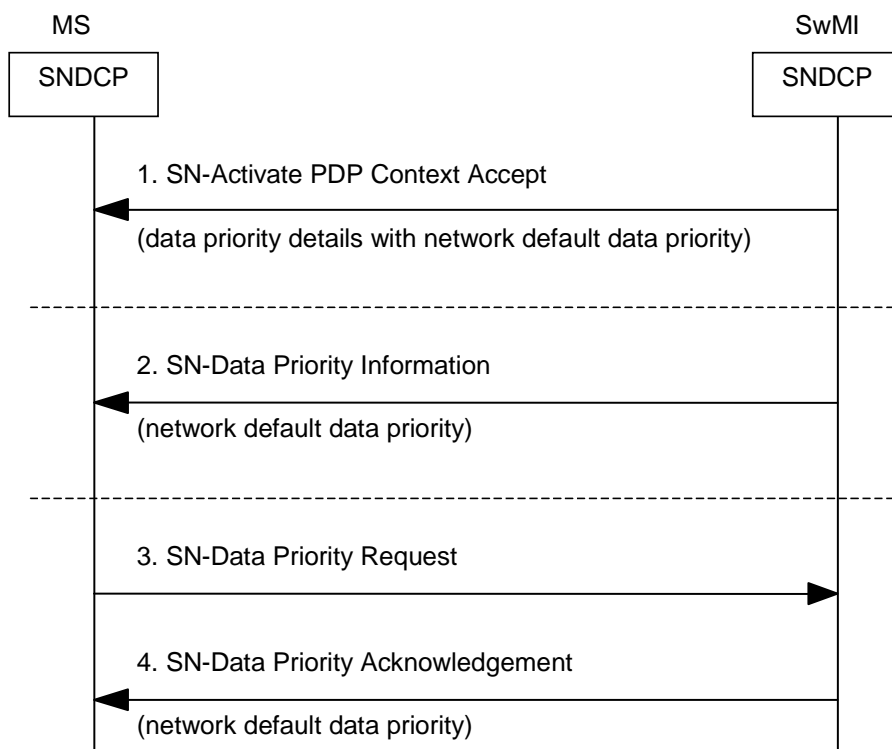 MS
SwMI
SNDCP
SNDCP
1. SN-Activate PDP Context Accept
(data priority details with network default data priority)
2. SN-Data Priority Information
(network default data priority)
3. SN-Data Priority Request
4. SN-Data Priority Acknowledgement
(network default data priority)